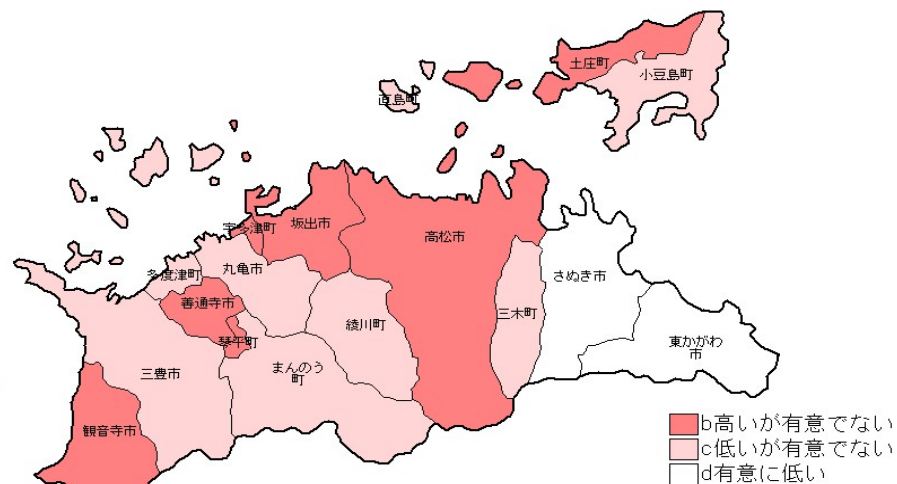 土庄町
小豆島町
直島町
宇多津町
坂出市
高松市
多度津町
丸亀市
さぬき市
善通寺市
三木町
綾川町
琴平町
東かがわ
市
三豊市
まんのう
町
観音寺市
b高いが有意でない
c低いが有意でない
d有意に低い